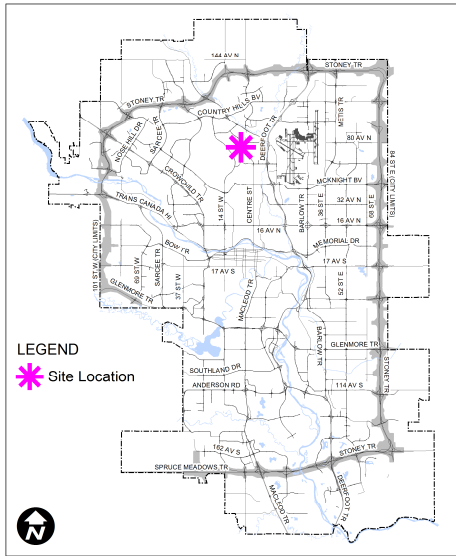 144 AV N
STONEY TR
STONEY TR
COUNTRY HILLS BV
METIS TR
NOSE HILL DR
SARCEE TR
DEERFOOT TR
80 AV N
CROWCHILD TR
MCKNIGHT BV
84 ST E (CITY LIMITS)
TRANS CANADA HI
14 ST W
CENTRE ST
BARLOW TR
36 ST E
32 AV N
68 ST E
16 AV N
16 AV N
101 ST W (CITY LIMITS)
BOW TR
MEMORIAL DR
69 ST W
SARCEE TR
37 ST W
17 AV S
17 AV S
GLENMORE TR
MACLEOD TR
52 ST E
BARLOW TR
GLENMORE TR
STONEY TR
LEGEND
Site Location
SOUTHLAND DR
ANDERSON RD
114 AV S
162 AV S
STONEY TR
SPRUCE MEADOWS TR
MACLEOD TR
DEERFOOT TR
N